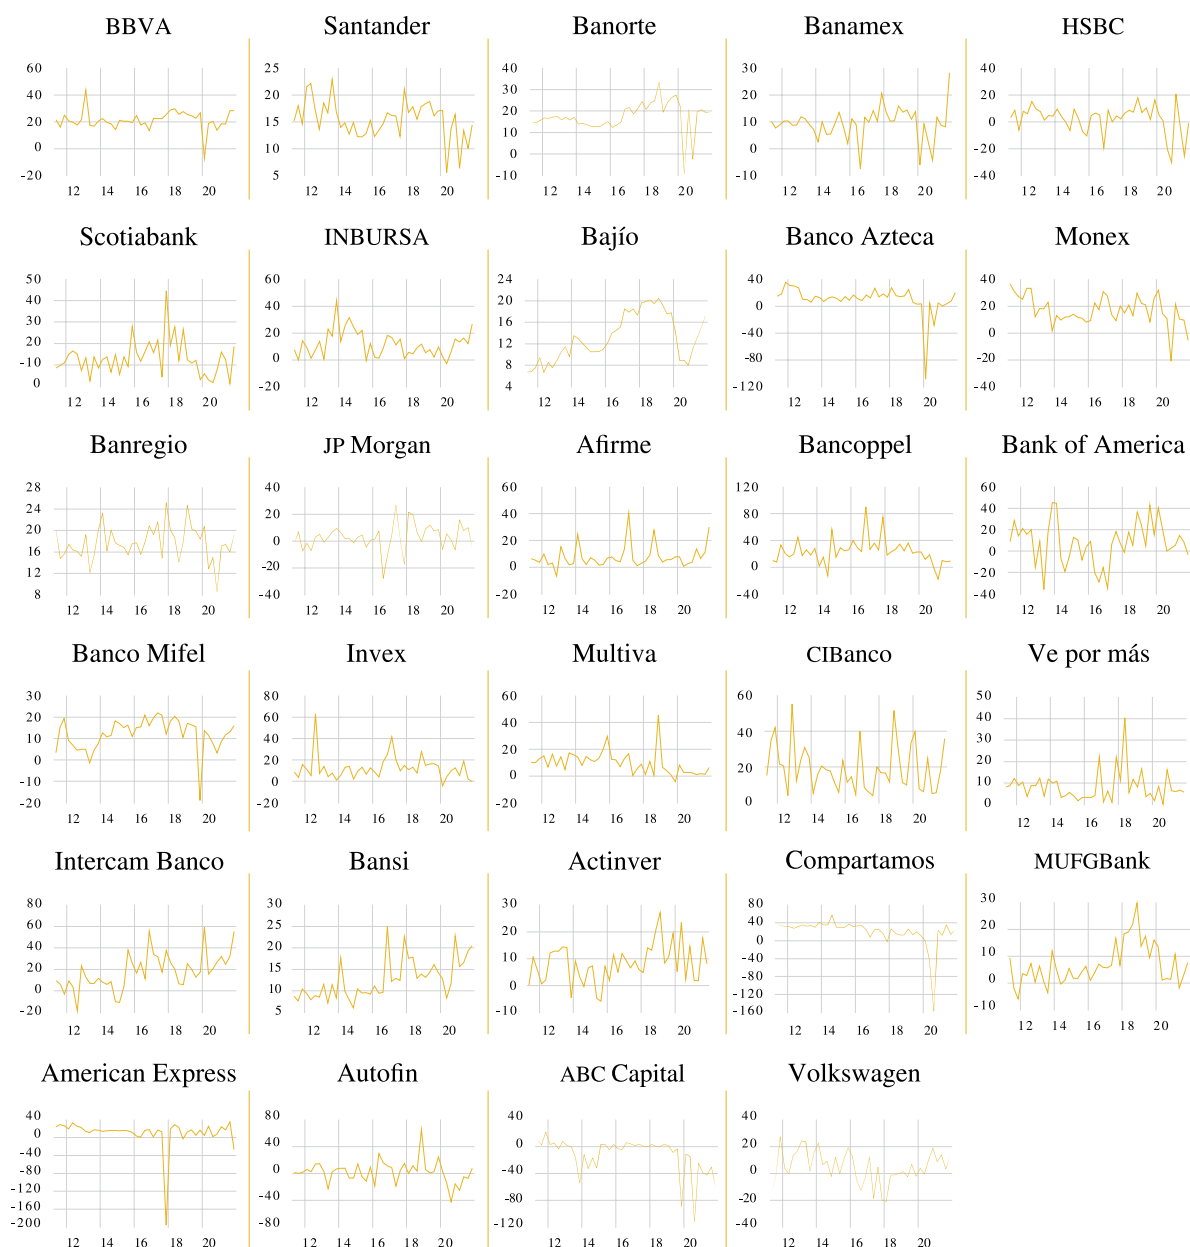 BBVA Santander Banorte Banamex HSBC
60 25 40 30 40
40 20 30 20 20
20 15 20 10 0
0 10 10 0 -20
-20 5 0 -10 -40
-10
12 14 16 18 20 12 14 16 18 20 12 14 16 18 20 12 14 16 18 20 12 14 16 18 20
Scotiabank INBURSA Bajío Banco Azteca Monex
50 60 24 40 40
40 40 20 0 20
30 20 16 -40 0
20 0 12 -80 -20
-10 -20 8 -120 -40
0 4
12 14 16 18 20 12 14 16 18 20 12 14 16 18 20 12 14 16 18 20 12 14 16 18 20
Banregio JP Morgan Afirme Bancoppel Bank of America
28 40 60 120 60
24 20 40 80 40
20 0 20 40 20
16 -20 0 0 0
12 -40 -20 -40 -20
8 -40
12 14 16 18 20 12 14 16 18 20 12 14 16 18 20 12 14 16 18 20 12 14 16 18 20
Banco Mifel Invex Multiva CIBanco Ve por más
30 80 60 60 50
20 60 40 40 40
10 40 20 20 30
0 20 0 0 20
-10 0 -20 10
-20 -20 0
12 14 16 18 20 12 14 16 18 20 12 14 16 18 20 12 14 16 18 20 12 14 16 18 20
Intercam Banco Bansi Actinver Compartamos MUFGBank
80 30 30 80 30
60 25 20 40 20
40 20 10 0 10
20 15 0 -40 0
0 10 -10 -80 -10
-20 5 -120
-160
12 14 16 18 20 12 14 16 18 20 12 14 16 18 20 12 14 16 18 20 12 14 16 18 20
American Express Autofin ABC Capital Volkswagen
40 80 40 40
0 40 0 20
-40 0 -40 0
-80 -40 -80 -20
-120 -80 -120 -40
-160
-200
12 14 16 18 20 12 14 16 18 20 12 14 16 18 20 12 14 16 18 20